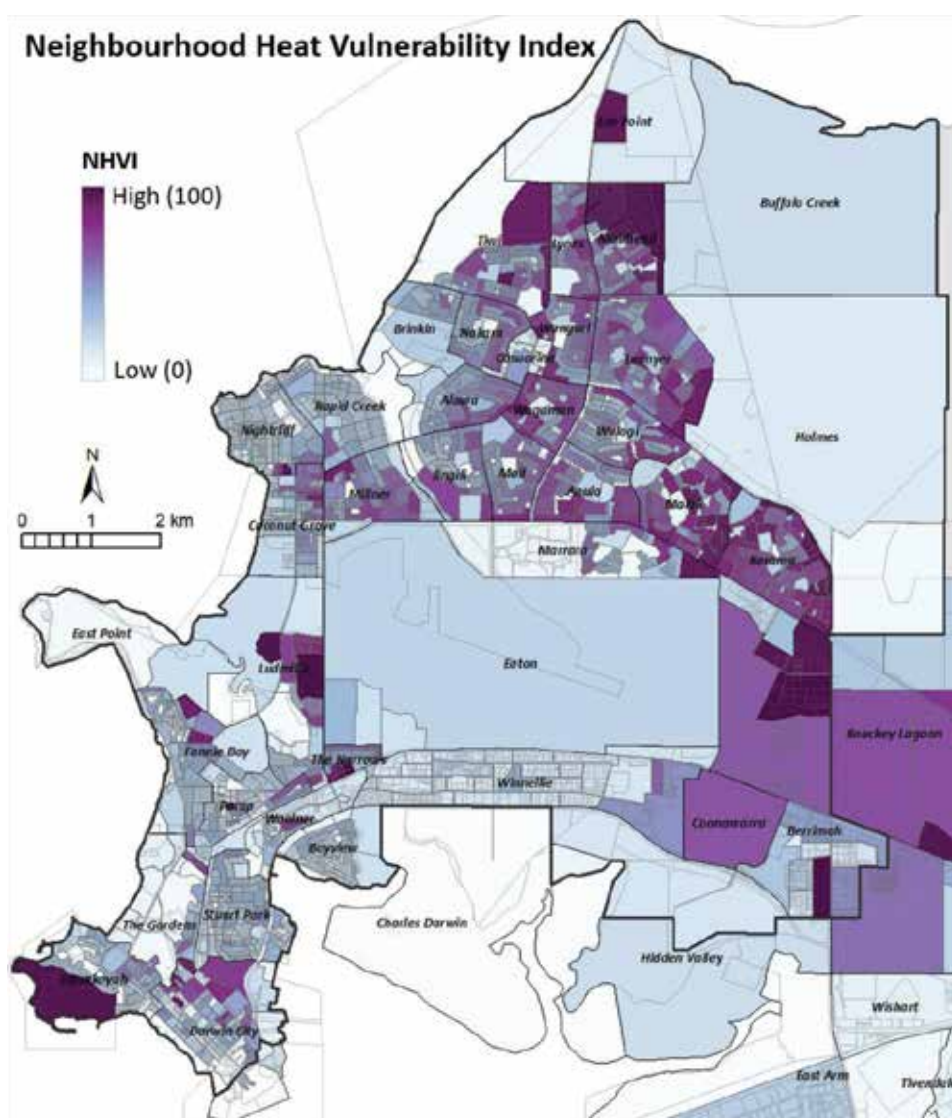 Neighbourhood Heat Vulnerability Index
NHVI
High (100)
Low (0)
N
0 1 2 km
Point
Buffalo Creek
Lyons
Brinkin
Nakara
Wanguri
Casuarina
Leanyer
Rapid Creek
Alawa
Wagaman
Nightcliff
Wulagi
Holmes
Jingili
Moil
Millner
Anula
Malak
Coconut Grove
Marrara
Karama
East Point
Ludmilla
Eaton
Knuckey Lagoon
Fannie Bay
The Narrows
Winnellie
Parap
Woolner
Coonawarra
Berrimah
Bayview
The Gardens
Stuart Park
Charles Darwin
Hidden Valley
Darwin City
Wishart
East Arm